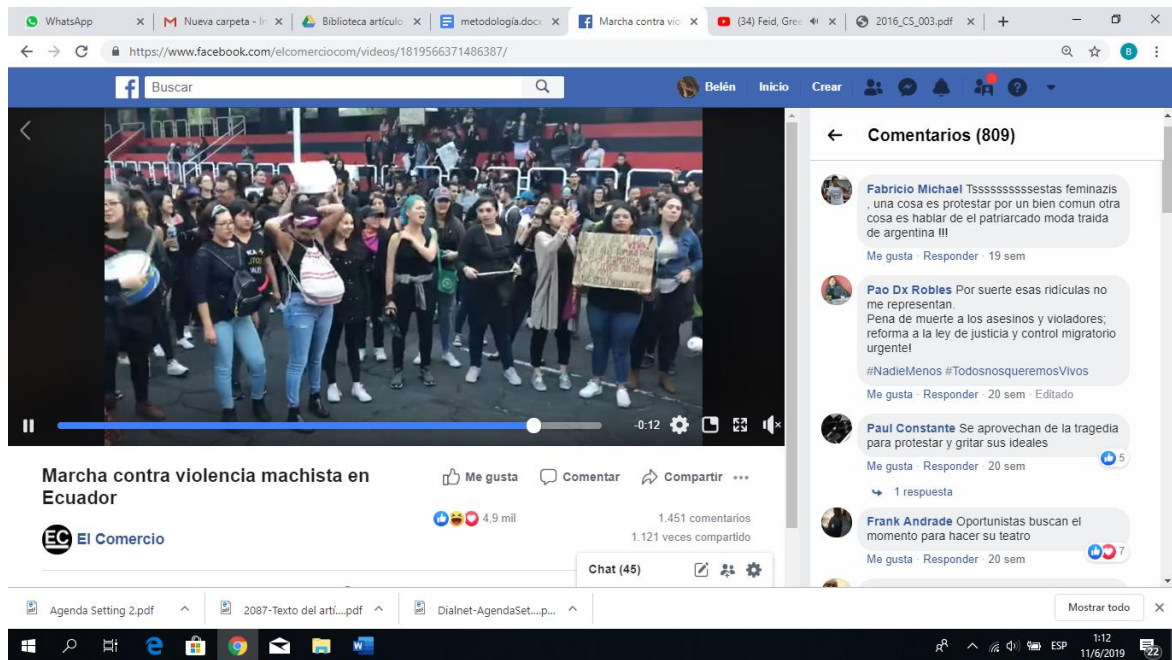 WhatsApp
Nueva carpeta - In
Biblioteca artículo
metodología.docx
Marcha contra viol
(34) Feid, Gree
2016_CS_003.pdf
https://www.facebook.com/elcomerciocom/videos/1819566371486387/
B
Buscar
Belén
Inicio
Crear
-0:12
Marcha contra violencia machista en
Ecuador
Me gusta
Comentar
Compartir
4,9 mil
1.451 comentarios
1.121 veces compartido
EC El Comercio
Chat (45)
Comentarios (809)
Fabricio Michael Tssssssssssestas feminazis
, una cosa es protestar por un bien comun otra
cosa es hablar de el patriarcado moda traida
de argentina !!!
Me gusta · Responder · 19 sem
Pao Dx Robles Por suerte esas ridículas no
me representan.
Pena de muerte a los asesinos y violadores;
reforma a la ley de justicia y control migratorio
urgente!
#NadieMenos #TodosnosqueremosVivos
Me gusta · Responder · 20 sem · Editado
Paul Constante Se aprovechan de la tragedia
para protestar y gritar sus ideales
5
Me gusta · Responder · 20 sem
1 respuesta
Frank Andrade Oportunistas buscan el
momento para hacer su teatro
7
Me gusta · Responder · 20 sem
Agenda Setting 2.pdf
2087-Texto del artí....pdf
Dialnet-AgendaSet....p...
Mostrar todo
ESP
1:12
11/6/2019
22